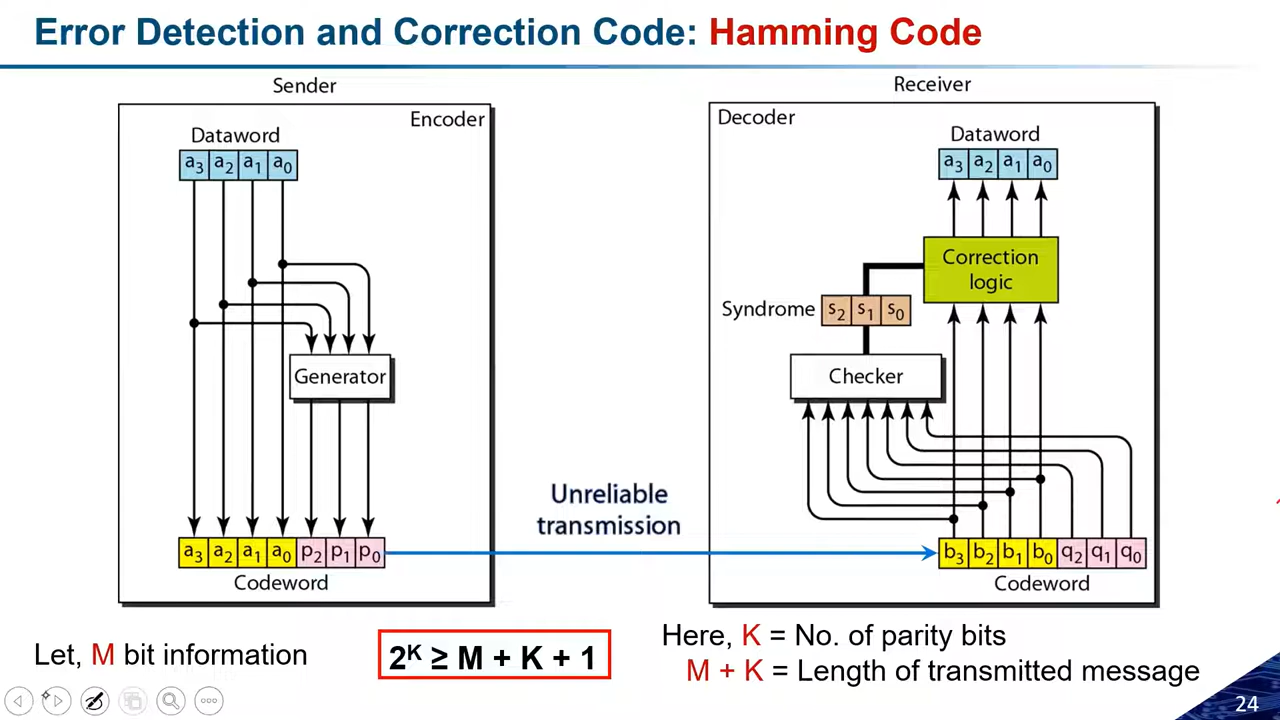 Error Detection and Correction Code: Hamming Code
Sender
Encoder
Dataword
a₃ a₂ a₁ a₀
Generator
a₃ a₂ a₁ a₀ p₂ p₁ p₀
Codeword
Unreliable
transmission
Receiver
Decoder
Dataword
a₃ a₂ a₁ a₀
Correction
logic
Syndrome s₂ s₁ s₀
Checker
b₃ b₂ b₁ b₀ q₂ q₁ q₀
Codeword
Let, M bit information
2ᴷ ≥ M + K + 1
Here, K = No. of parity bits
M + K = Length of transmitted message
24